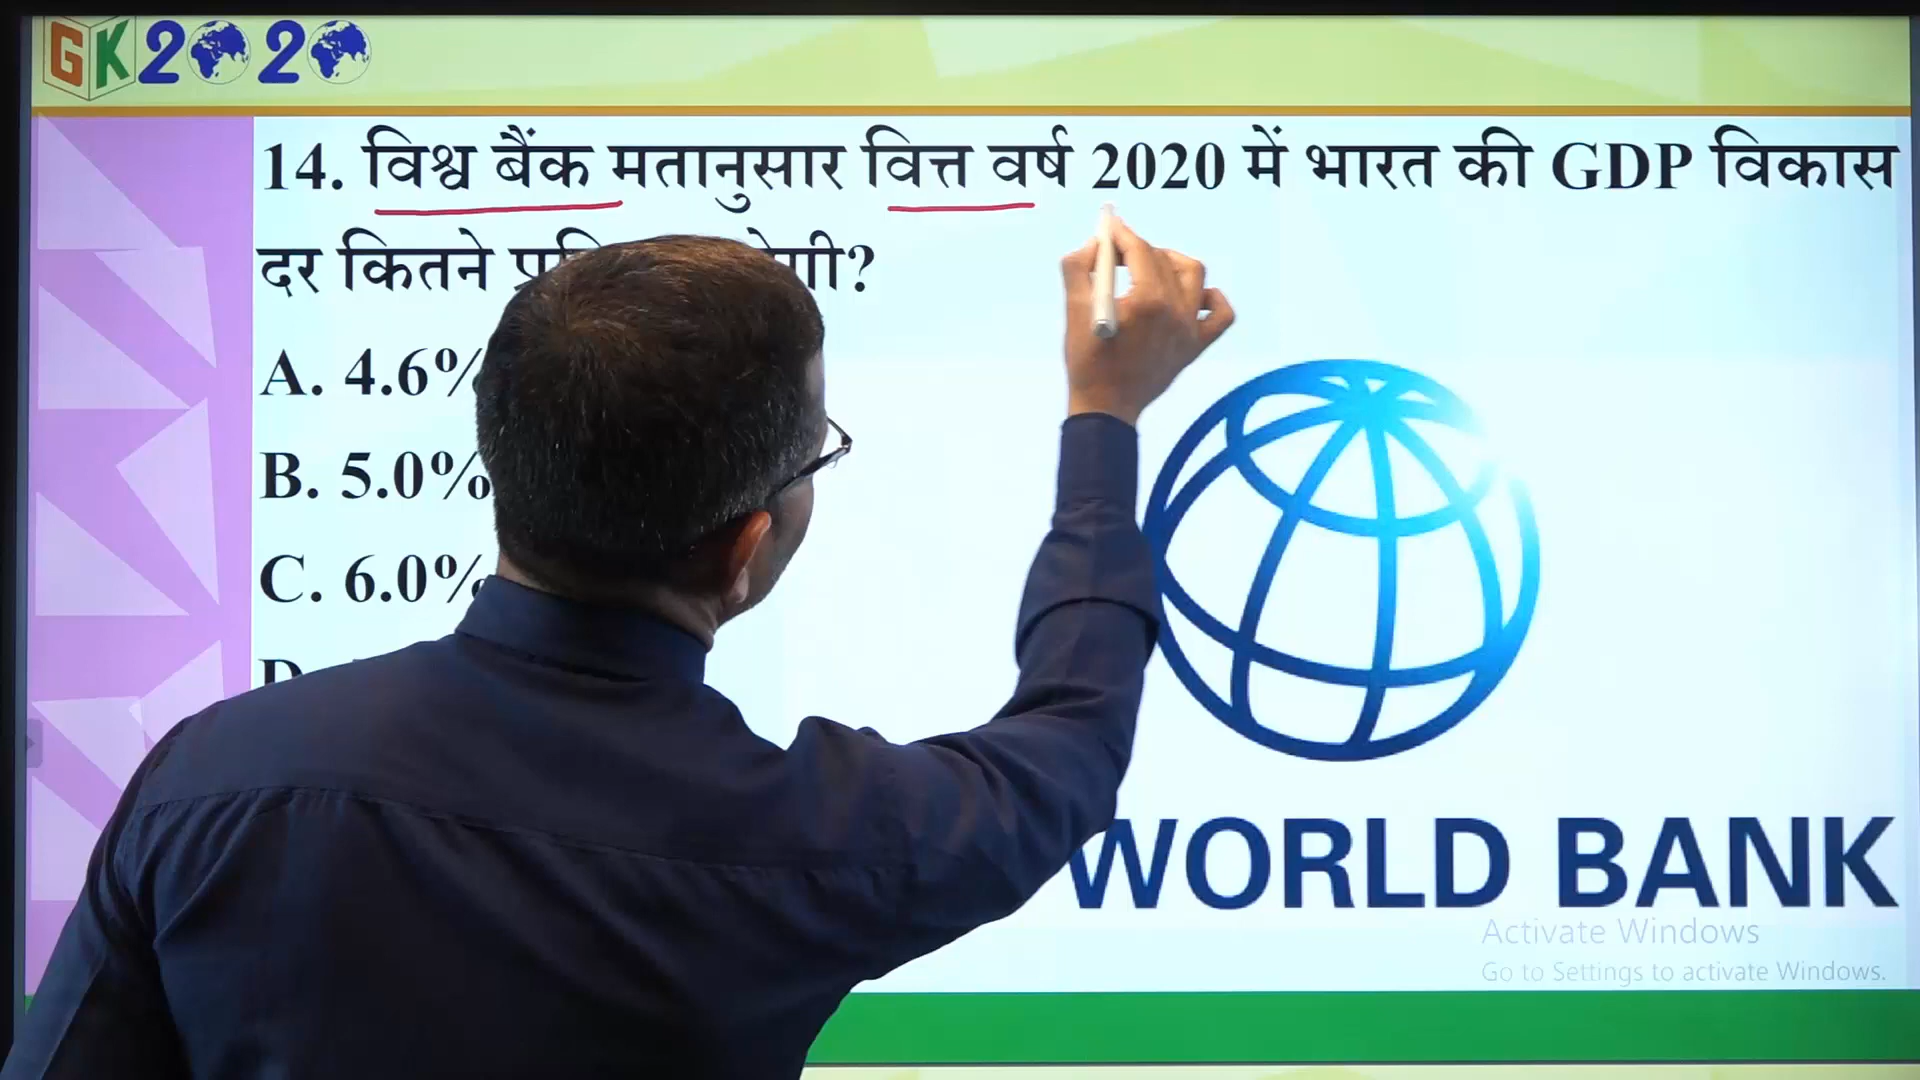 GK2020
14. विश्व बैंक मतानुसार वित्त वर्ष 2020 में भारत की GDP विकास
दर कितने
A. 4.6%
B. 5.0%
C. 6.0%
WORLD BANK
Activate Windows
Go to Settings to activate Windows.